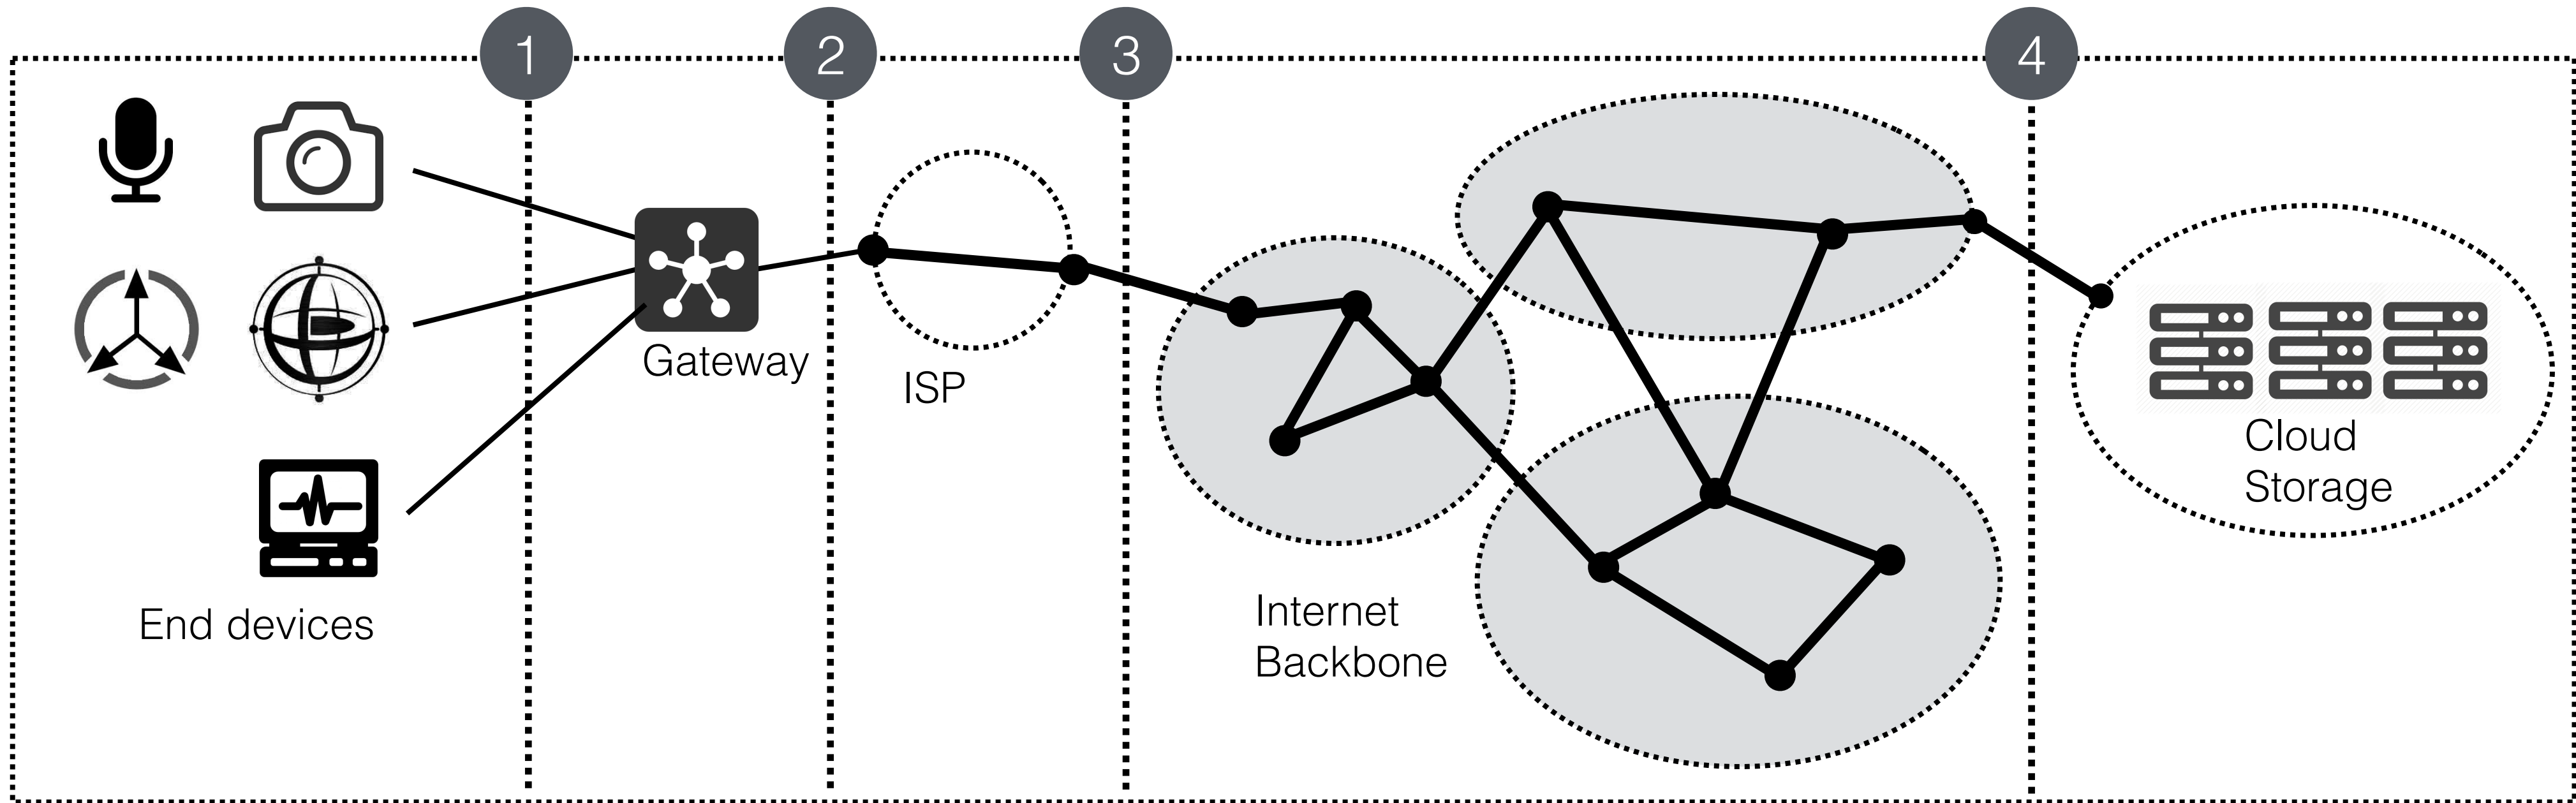 1
2
3
4
Gateway
ISP
End devices
Internet
Backbone
Cloud
Storage